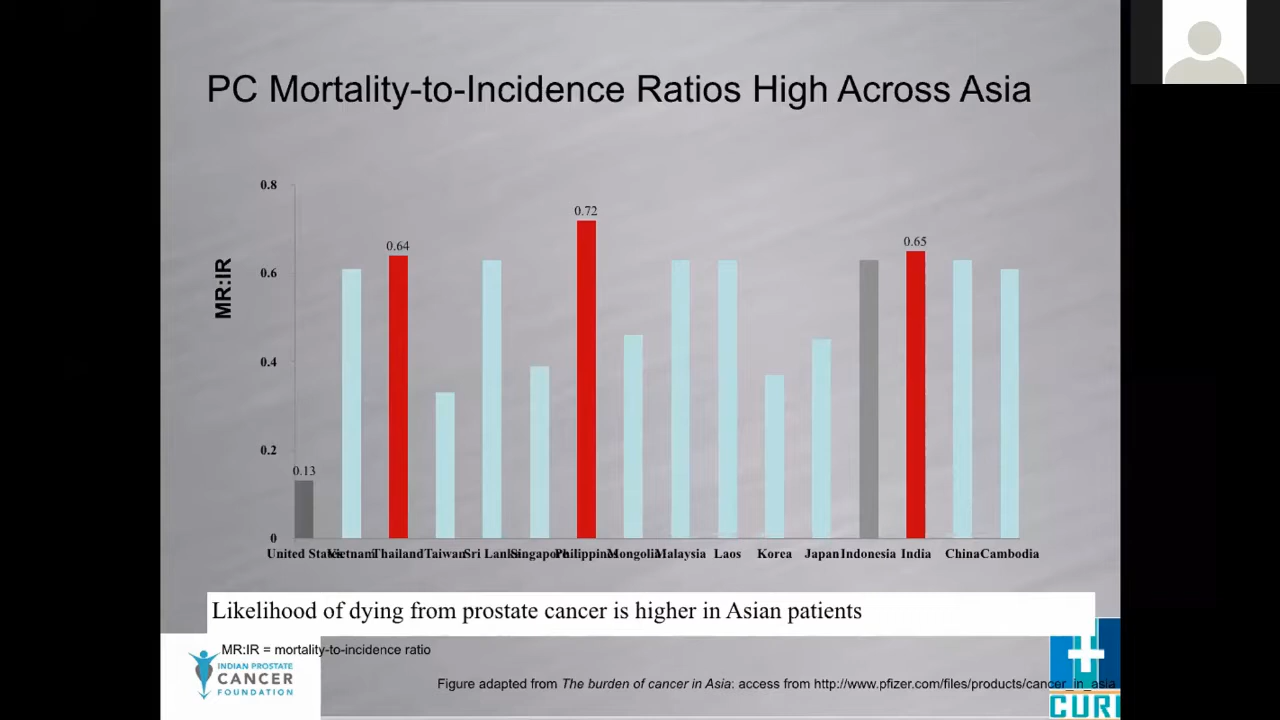 PC Mortality-to-Incidence Ratios High Across Asia
MR:IR
0.8
0.6
0.4
0.2
0
0.13
0.64
0.72
0.65
United States Vietnam Thailand Taiwan Sri Lanka Singapore Philippines Mongolia Malaysia Laos Korea Japan Indonesia India China Cambodia
Likelihood of dying from prostate cancer is higher in Asian patients
MR:IR = mortality-to-incidence ratio
INDIAN PROSTATE
CANCER
FOUNDATION
Figure adapted from The burden of cancer in Asia: access from http://www.pfizer.com/files/products/cancer_in_asia
CURI